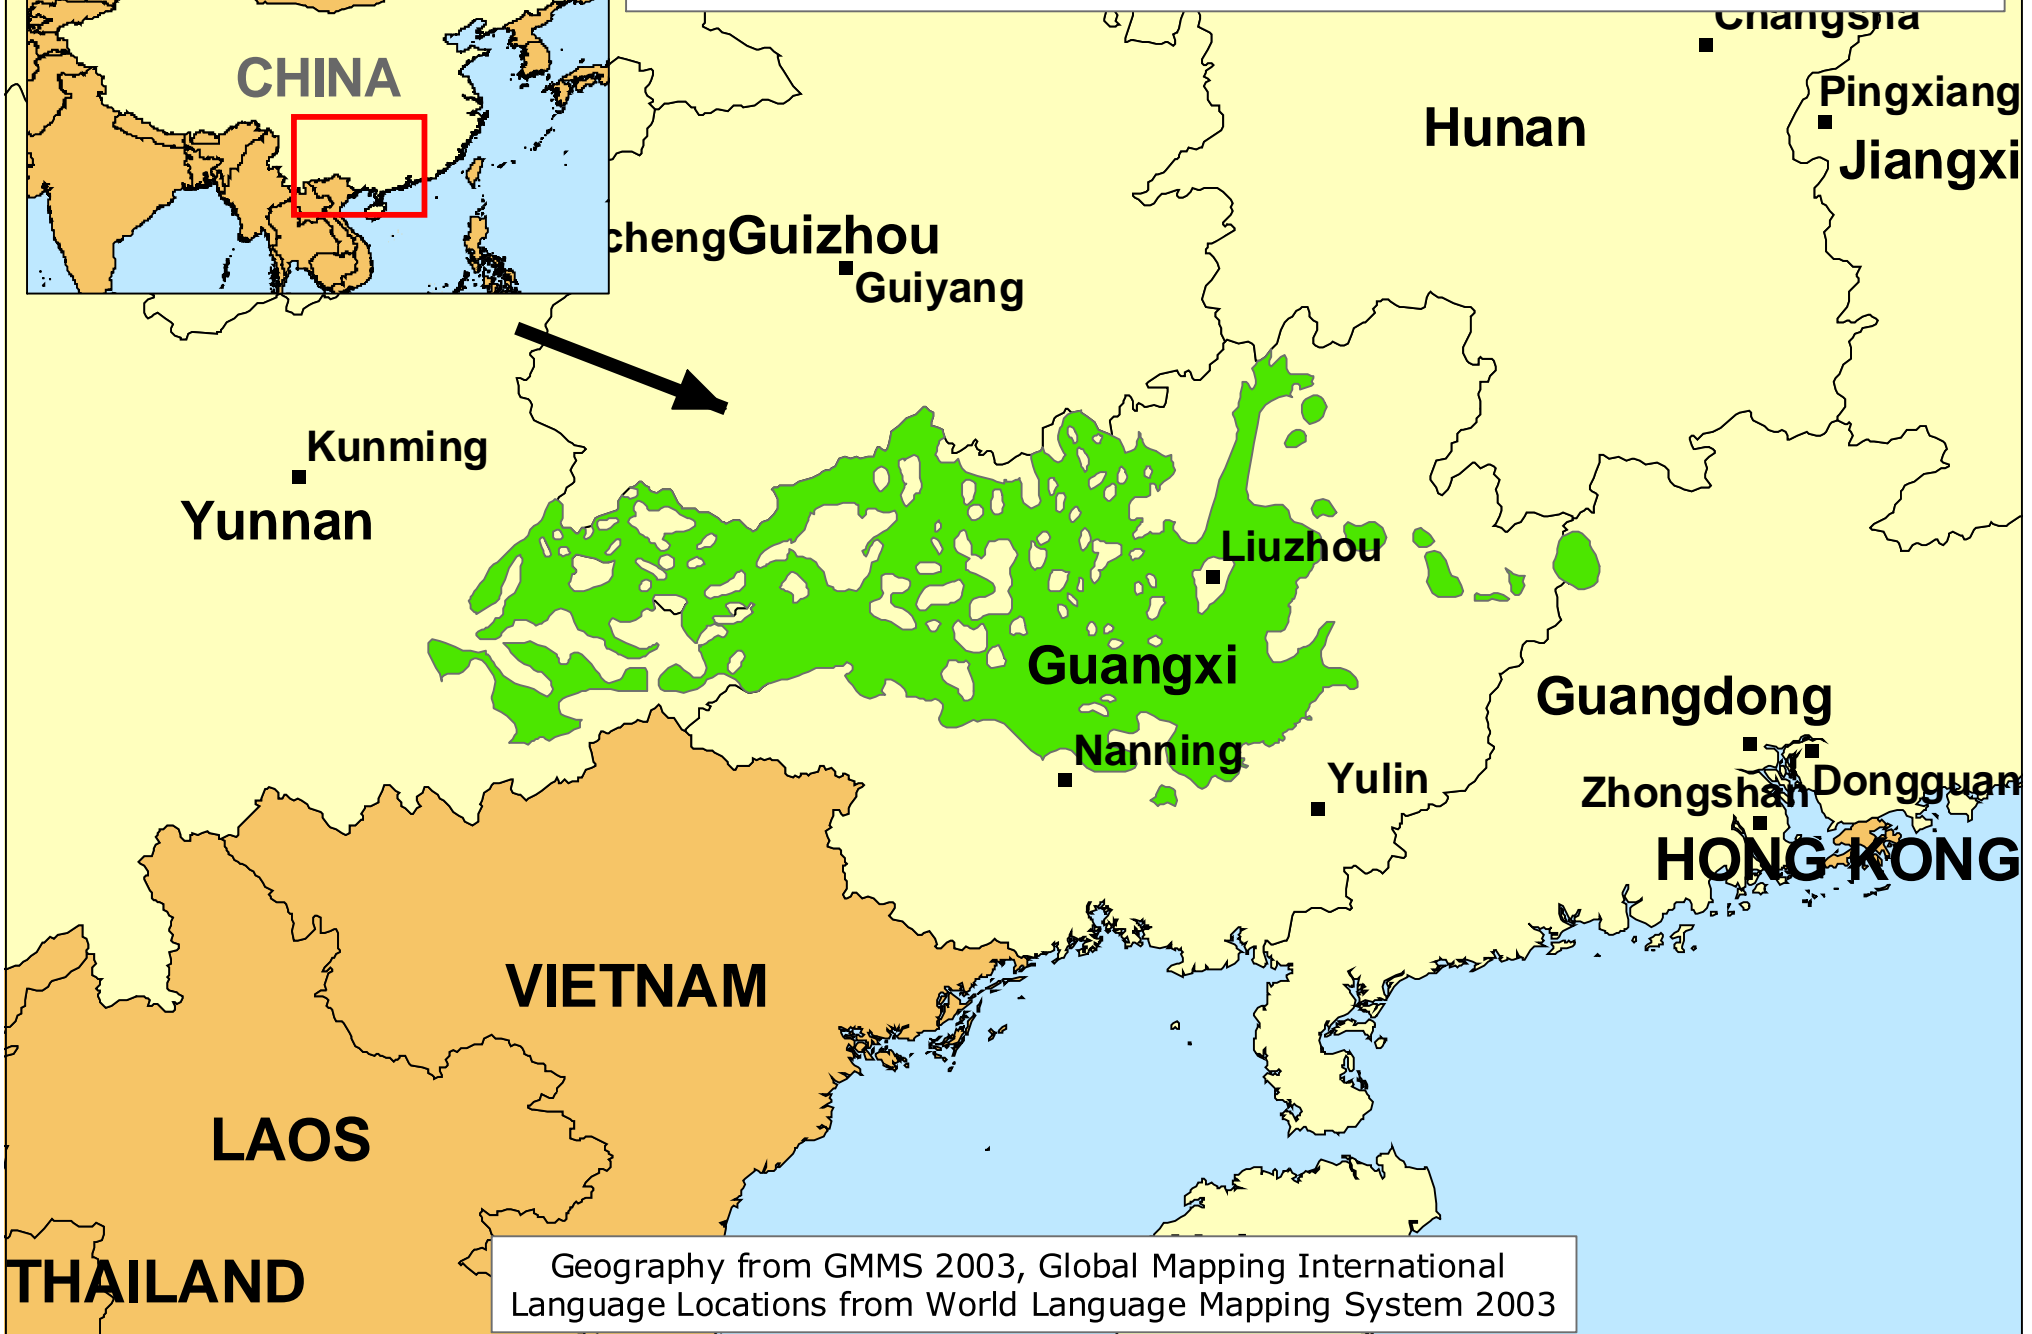 Changsha
CHINA
Pingxiang
Hunan
Jiangxi
cheng
Guizhou
Guiyang
Kunming
Yunnan
Liuzhou
Guangxi
Guangdong
Nanning
Yulin
Zhongshan
Dongguan
HONG KONG
VIETNAM
LAOS
THAILAND
Geography from GMMS 2003, Global Mapping International
Language Locations from World Language Mapping System 2003